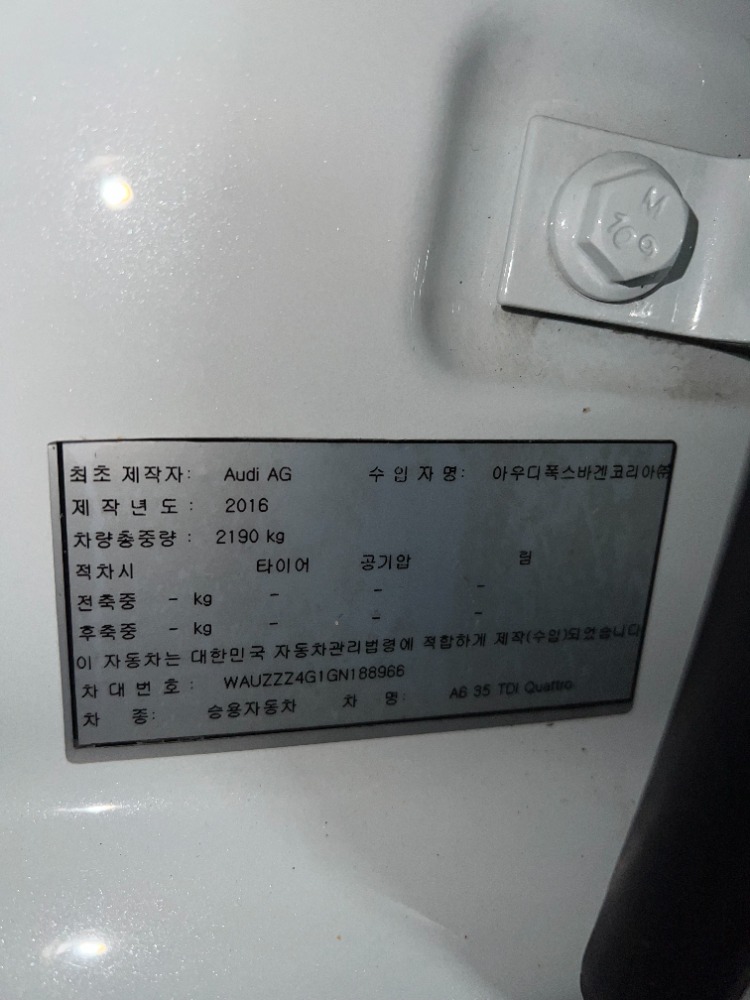 M
10.9
최초 제작자: Audi AG 수 입 자 명: 아우디폭스바겐코리아㈜
제 작 년 도 : 2016
차량총중량 : 2190 kg
적차시 타이어 공기압 림
전축중 - kg - - -
후축중 - kg - - -
이 자동차는 대한민국 자동차관리법령에 적합하게 제작(수입)되었습니다
차 대 번 호 : WAUZZZ4G1GN188966
차 종: 승용자동차 차 명: A6 35 TDI Quattro